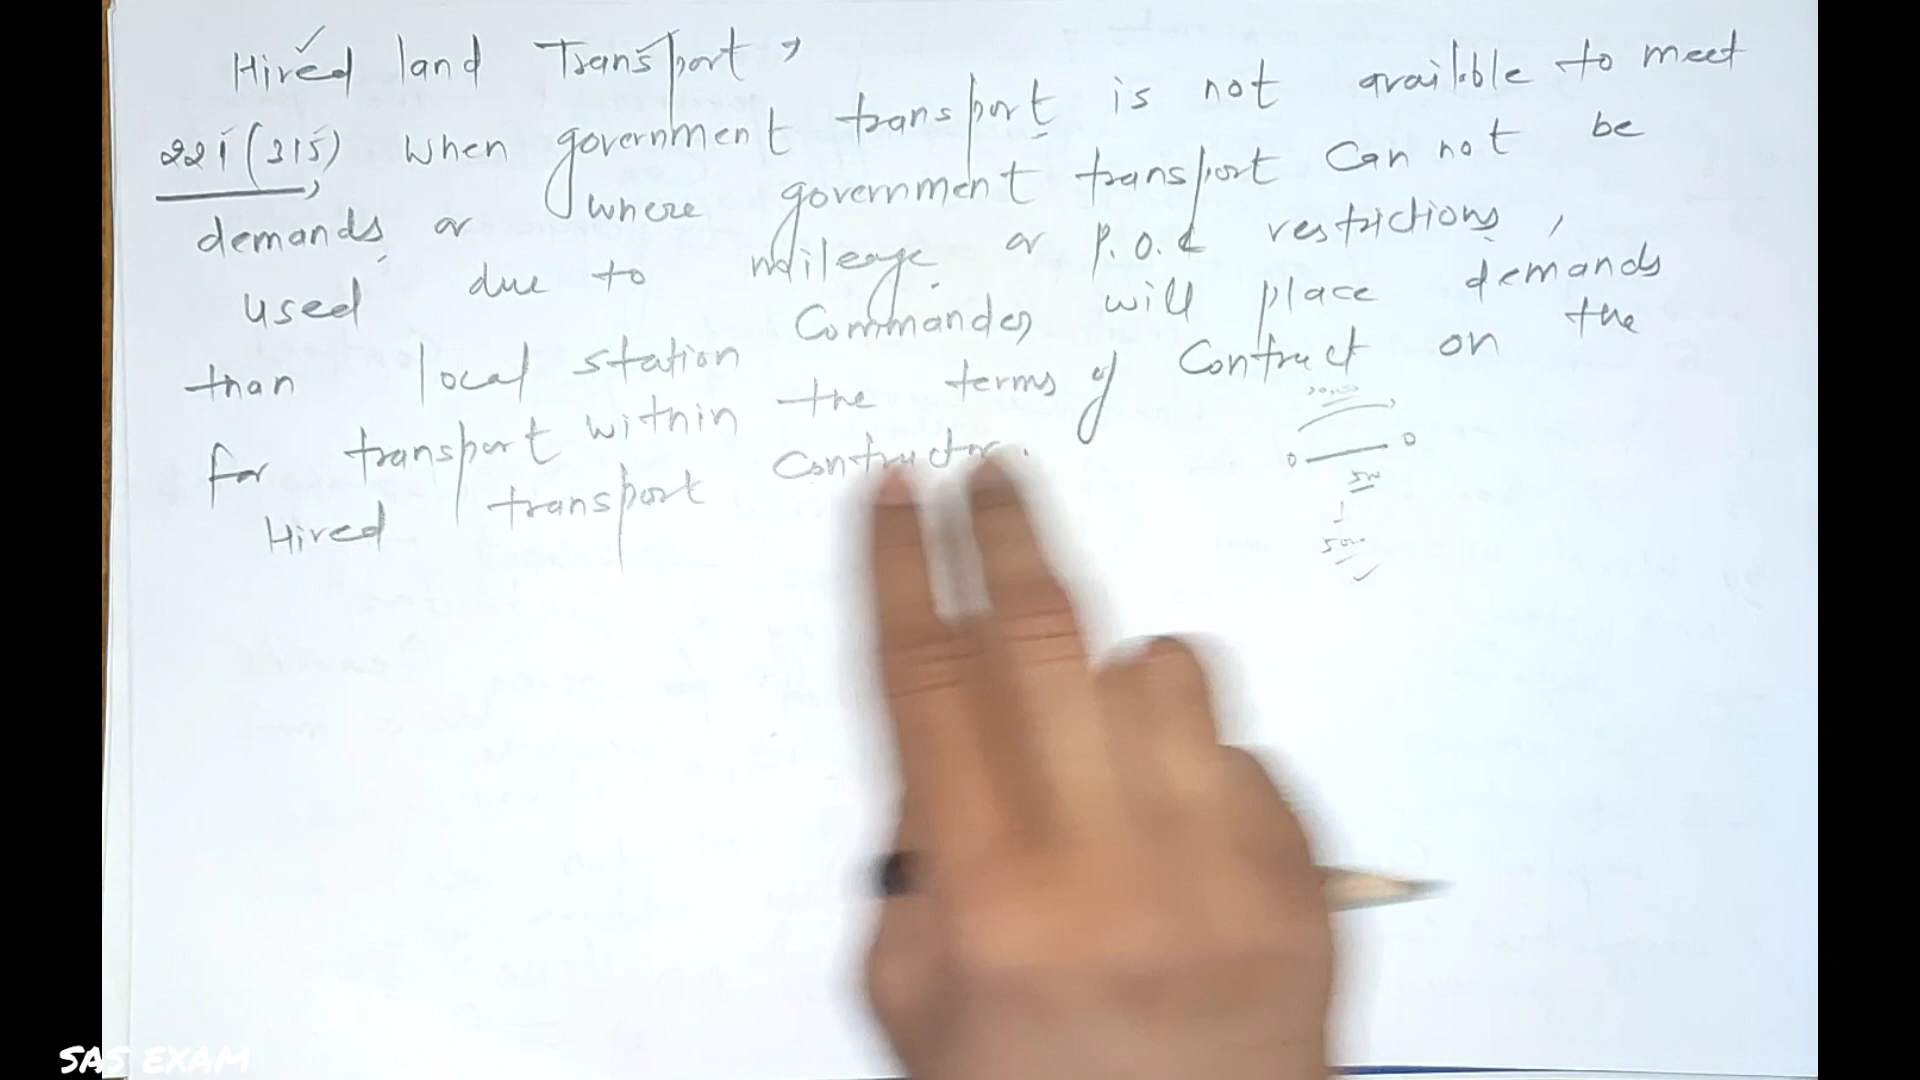 Hired land Transport,
221 (315) When government transport is not available to meet
demands or where government transport can not be
used due to mileage or P.O.L restrictions,
than local station Commander will place demands
for transport within the terms of Contract on the
Hired transport Contractor.
500
SAS EXAM